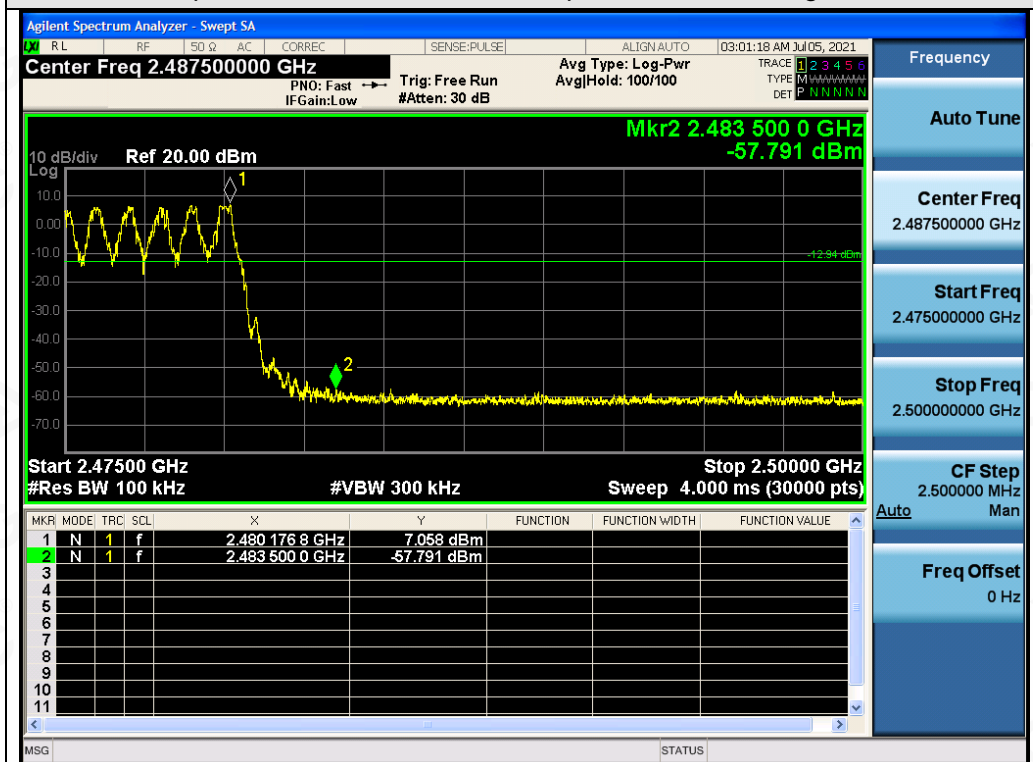 Agilent Spectrum Analyzer - Swept SA
LXI RL RF 50 Ω AC CORREC SENSE:PULSE ALIGN AUTO 03:01:18 AM Jul 05, 2021
Center Freq 2.487500000 GHz
PNO: Fast
IFGain:Low
Trig: Free Run
#Atten: 30 dB
Avg Type: Log-Pwr
Avg|Hold: 100/100
TRACE 1 2 3 4 5 6
TYPE M WWWWW
DET P N N N N N
Mkr2 2.483 500 0 GHz
-57.791 dBm
10 dB/div Ref 20.00 dBm
Log
10.0
0.00
-10.0
-20.0
-30.0
-40.0
-50.0
-60.0
-70.0
1
2
-12.94 dBm
Start 2.47500 GHz Stop 2.50000 GHz
#Res BW 100 kHz #VBW 300 kHz Sweep 4.000 ms (30000 pts)
MKR MODE TRC SCL X Y FUNCTION FUNCTION WIDTH FUNCTION VALUE
1 N 1 f 2.480 176 8 GHz 7.058 dBm
2 N 1 f 2.483 500 0 GHz -57.791 dBm
3
4
5
6
7
8
9
10
11
MSG STATUS
Frequency
Auto Tune
Center Freq
2.487500000 GHz
Start Freq
2.475000000 GHz
Stop Freq
2.500000000 GHz
CF Step
2.500000 MHz
Auto Man
Freq Offset
0 Hz